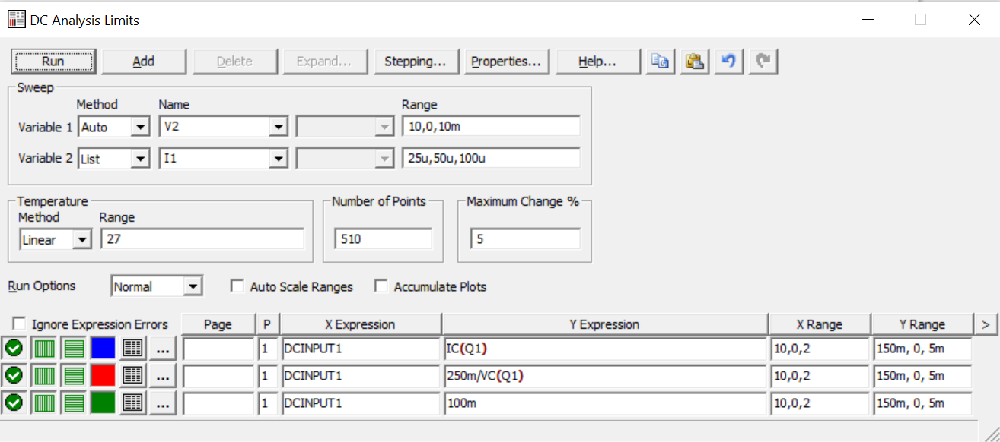 DC Analysis Limits
Run Add Delete Expand... Stepping... Properties... Help...
Sweep
Method Name Range
Variable 1 Auto V2 10,0,10m
Variable 2 List I1 25u,50u,100u
Temperature Number of Points Maximum Change %
Method Range
Linear 27 510 5
Run Options Normal Auto Scale Ranges Accumulate Plots
Ignore Expression Errors Page P X Expression Y Expression X Range Y Range >
... 1 DCINPUT1 IC(Q1) 10,0,2 150m, 0, 5m
... 1 DCINPUT1 250m/VC(Q1) 10,0,2 150m, 0, 5m
... 1 DCINPUT1 100m 10,0,2 150m, 0, 5m